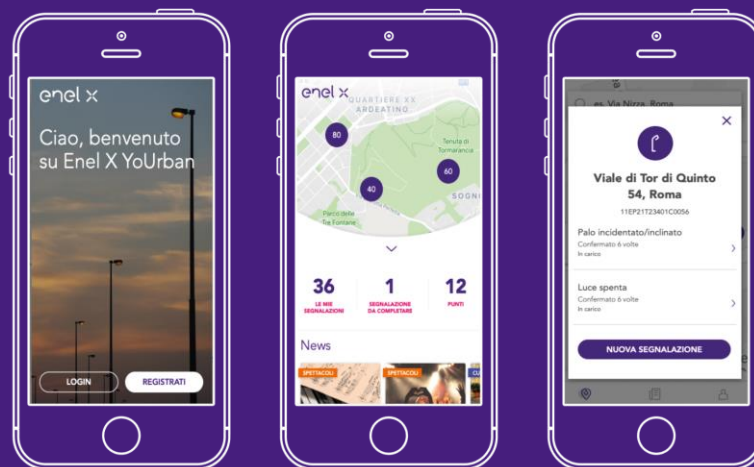 enel x
Ciao, benvenuto
su Enel X YoUrban
LOGIN
REGISTRATI
enel x
QUARTIERE XX
ARDEATINO
80
Tenuta di
Tormarancia
60
40
SOGNI
Parco delle
Tre Fontane
36
LE MIE
SEGNALAZIONI
1
SEGNALAZIONE
DA COMPLETARE
12
PUNTI
News
SPETTACOLI
SPETTACOLI
CU
es. Via Nizza, Roma
Viale di Tor di Quinto
54, Roma
11EP21T23401C0056
Palo incidentato/inclinato
Confermato 6 volte
In carico
Luce spenta
Confermato 6 volte
In carico
NUOVA SEGNALAZIONE